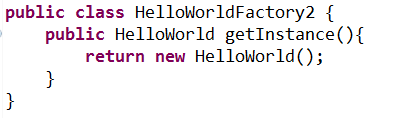 public class HelloWorldFactory2 {
    public HelloWorld getInstance(){
        return new HelloWorld();
    }
}